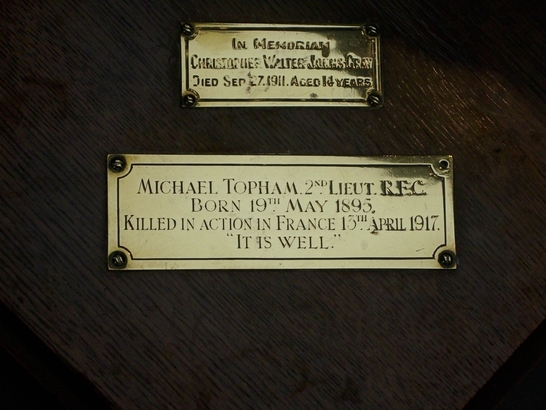 In Memoriam
Christopher Walter
Died Sep 27. 1911. Aged 14 years
Michael Topham. 2nd Lieut. R.F.C.
Born 19th May 1895.
Killed in action in France 13th April 1917.
"It is well."